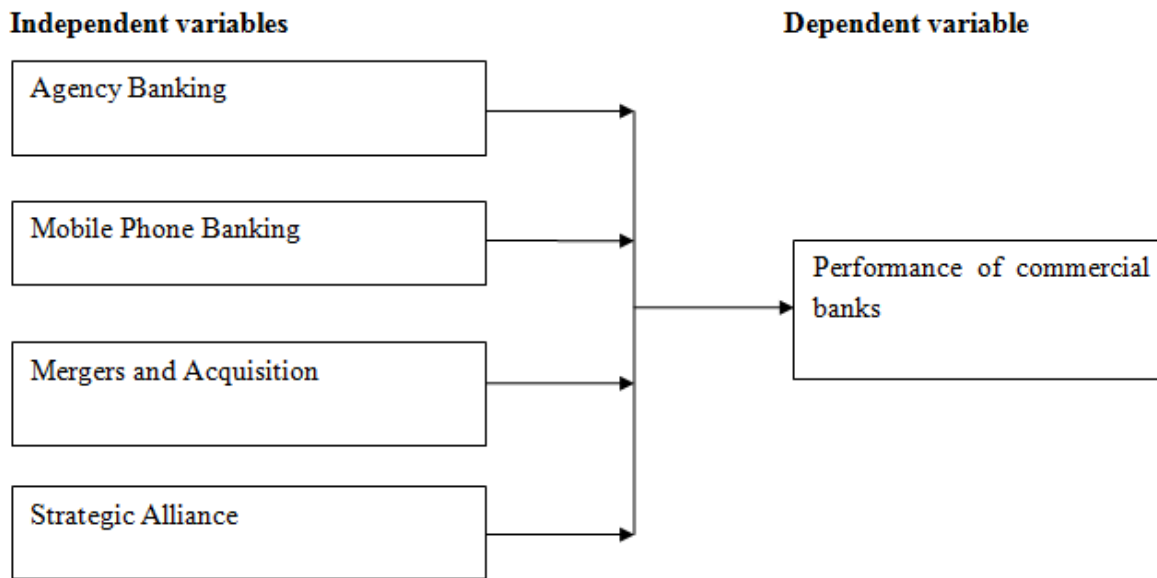 Independent variables
Dependent variable
Agency Banking
Mobile Phone Banking
Mergers and Acquisition
Strategic Alliance
Performance of commercial
banks